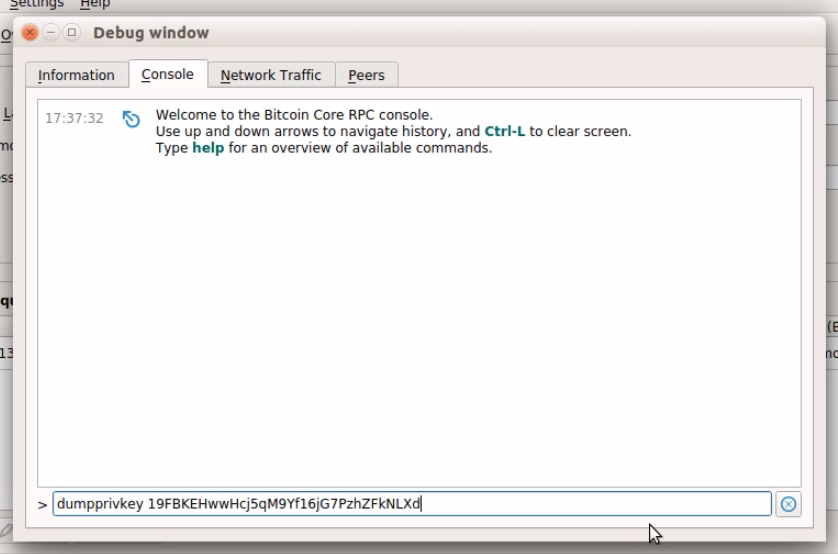 Settings Help
Debug window
Information Console Network Traffic Peers
17:37:32 Welcome to the Bitcoin Core RPC console.
Use up and down arrows to navigate history, and Ctrl-L to clear screen.
Type help for an overview of available commands.
> dumpprivkey 19FBKEHwwHcj5qM9Yf16jG7PzhZFkNLXd